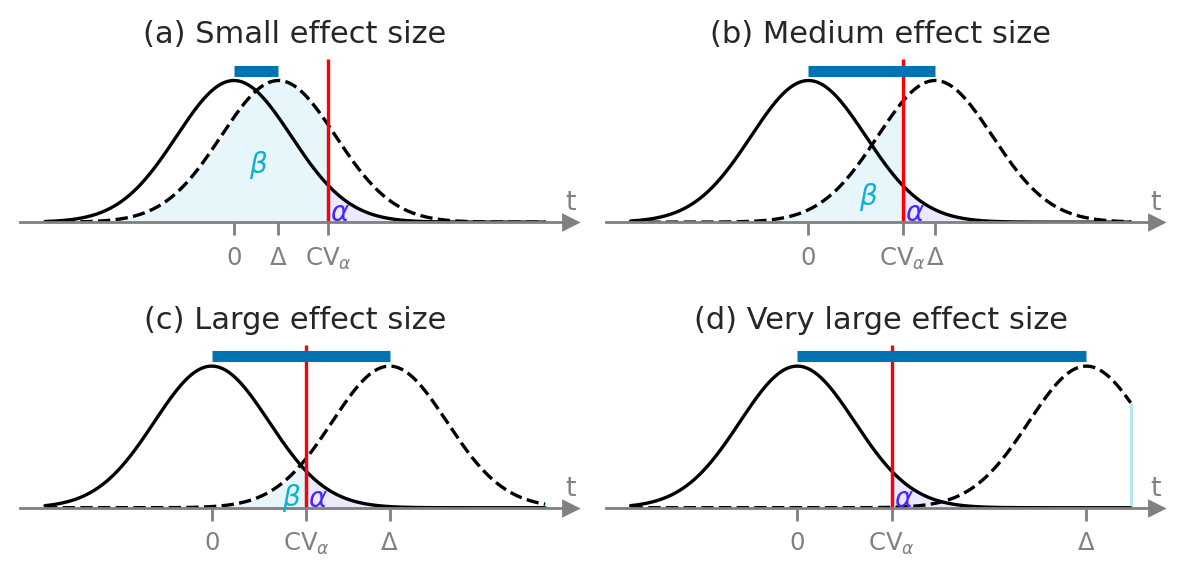 (a) Small effect size
β
α
t
0 Δ CVα
(b) Medium effect size
β
α
t
0 CVα Δ
(c) Large effect size
β α
t
0 CVα Δ
(d) Very large effect size
α
t
0 CVα Δ